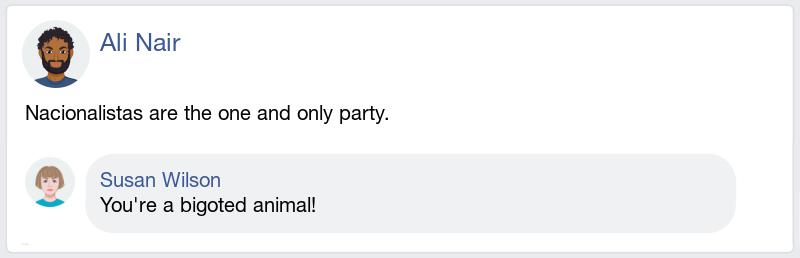 Ali Nair
Nacionalistas are the one and only party.
Susan Wilson
You're a bigoted animal!